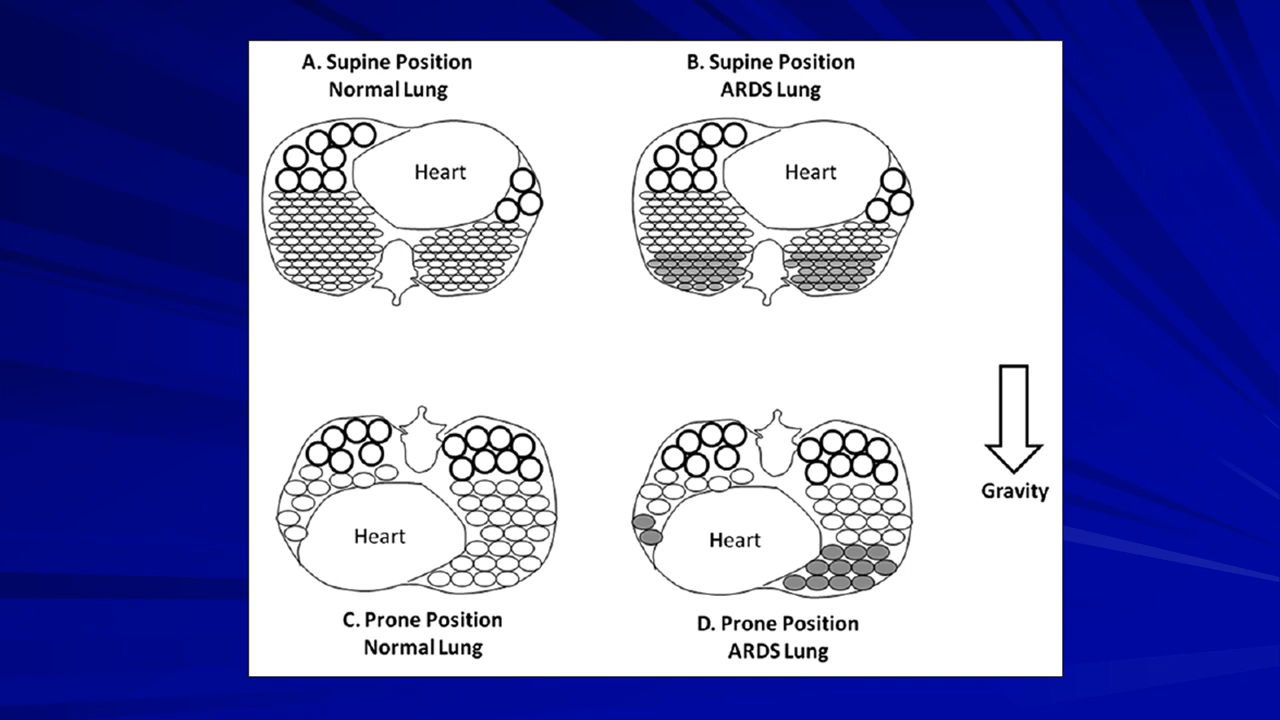 A. Supine Position
Normal Lung
B. Supine Position
ARDS Lung
Heart
Heart
Gravity
Heart
Heart
C. Prone Position
Normal Lung
D. Prone Position
ARDS Lung